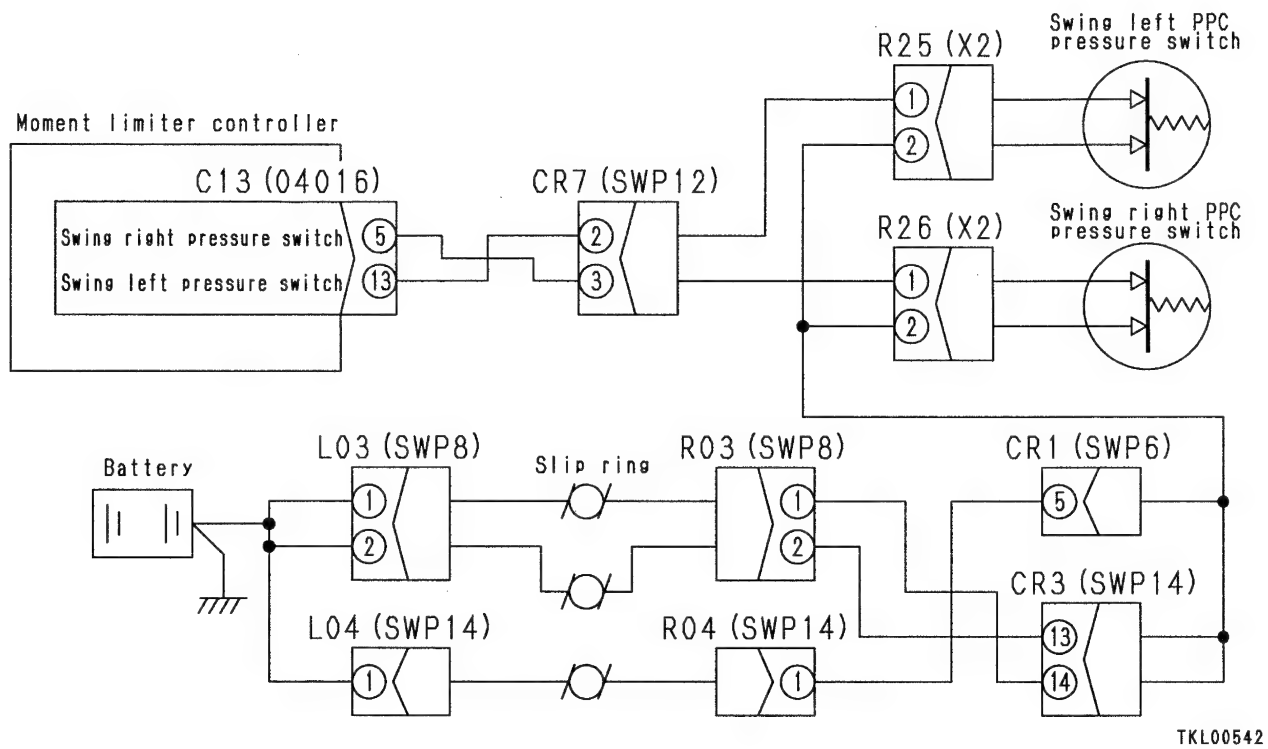 Swing left PPC
pressure switch
R25 (X2)
1
2
Moment limiter controller
C13 (04016)
CR7 (SWP12)
Swing right pressure switch
5
Swing left pressure switch
13
2
3
Swing right PPC
pressure switch
R26 (X2)
1
2
Battery
L03 (SWP8)
1
2
Slip ring
R03 (SWP8)
1
2
CR1 (SWP6)
5
L04 (SWP14)
1
R04 (SWP14)
1
CR3 (SWP14)
13
14
TKL00542